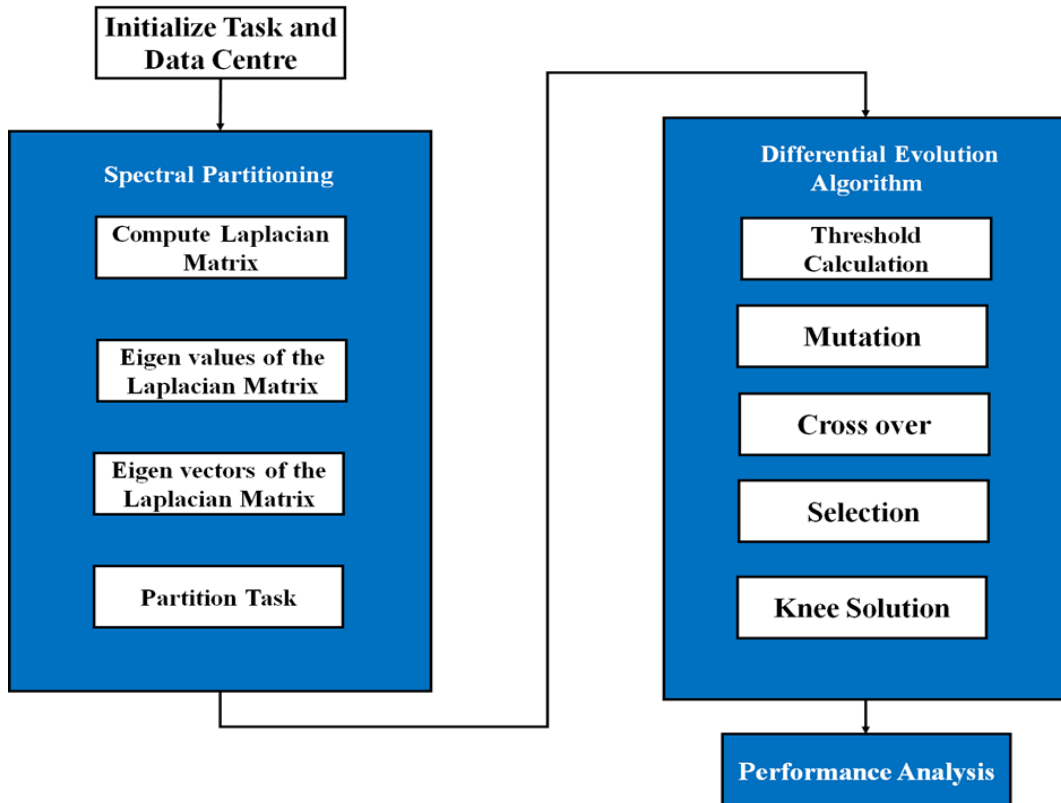 Initialize Task and
Data Centre
Spectral Partitioning
Compute Laplacian
Matrix
Eigen values of the
Laplacian Matrix
Eigen vectors of the
Laplacian Matrix
Partition Task
Differential Evolution
Algorithm
Threshold
Calculation
Mutation
Cross over
Selection
Knee Solution
Performance Analysis